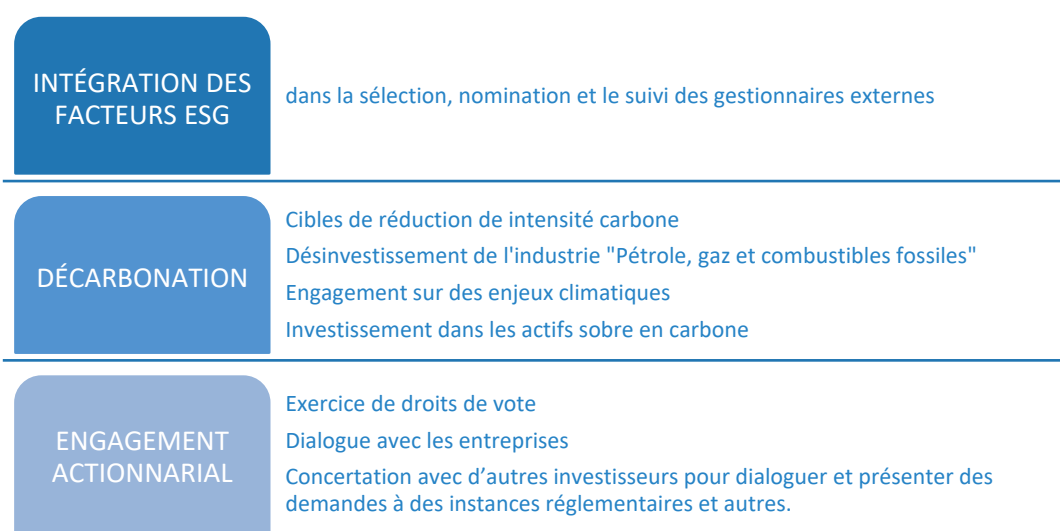 INTÉGRATION DES
FACTEURS ESG
dans la sélection, nomination et le suivi des gestionnaires externes
DÉCARBONATION
Cibles de réduction de intensité carbone
Désinvestissement de l'industrie "Pétrole, gaz et combustibles fossiles"
Engagement sur des enjeux climatiques
Investissement dans les actifs sobre en carbone
ENGAGEMENT
ACTIONNARIAL
Exercice de droits de vote
Dialogue avec les entreprises
Concertation avec d’autres investisseurs pour dialoguer et présenter des
demandes à des instances réglementaires et autres.